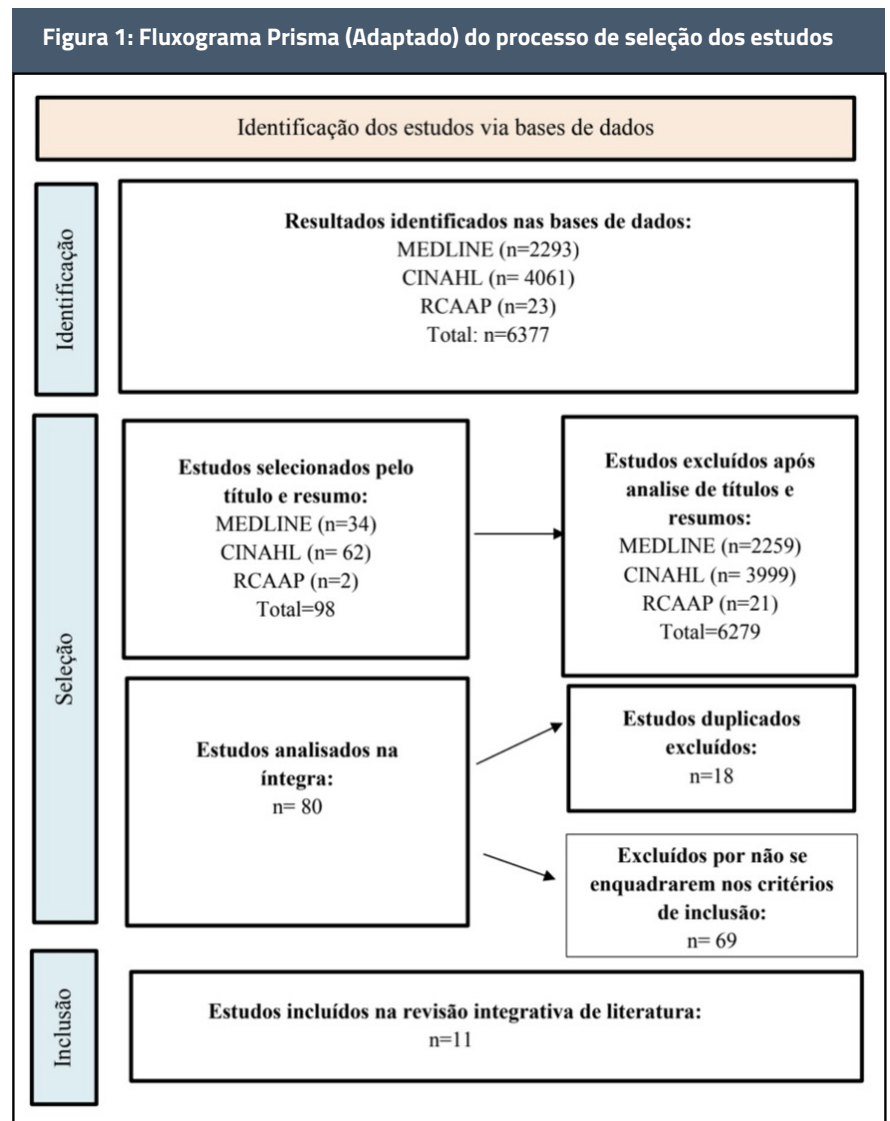 Figura 1: Fluxograma Prisma (Adaptado) do processo de seleção dos estudos
Identificação dos estudos via bases de dados
Identificação
Resultados identificados nas bases de dados:
MEDLINE (n=2293)
CINAHL (n= 4061)
RCAAP (n=23)
Total: n=6377
Seleção
Estudos selecionados pelo
título e resumo:
MEDLINE (n=34)
CINAHL (n= 62)
RCAAP (n=2)
Total=98
Estudos excluídos após
analise de títulos e
resumos:
MEDLINE (n=2259)
CINAHL (n= 3999)
RCAAP (n=21)
Total=6279
Estudos analisados na
íntegra:
n= 80
Estudos duplicados
excluídos:
n=18
Excluídos por não se
enquadrarem nos critérios
de inclusão:
n= 69
Inclusão
Estudos incluídos na revisão integrativa de literatura:
n=11